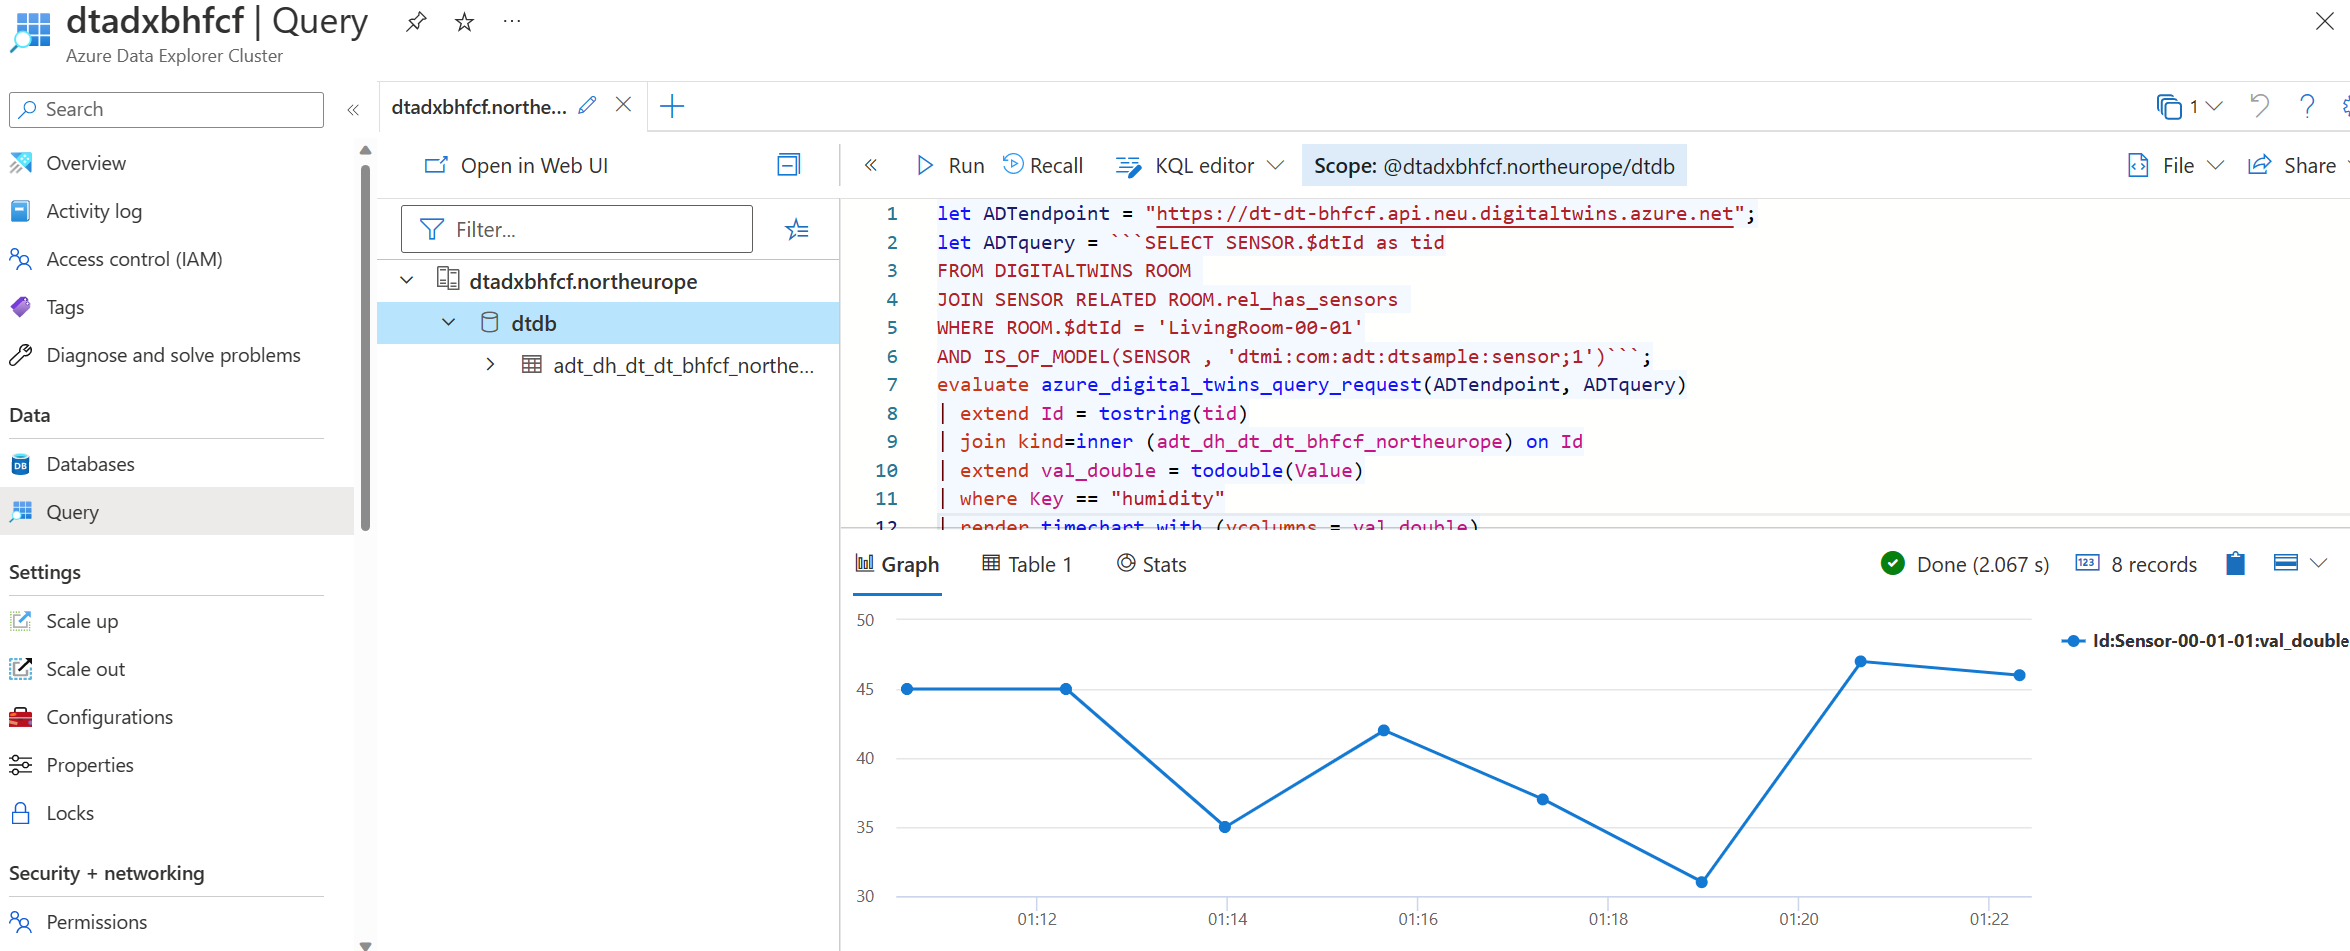 dtadxbhfcf | Query
Azure Data Explorer Cluster
Search
Overview
Activity log
Access control (IAM)
Tags
Diagnose and solve problems
Data
Databases
Query
Settings
Scale up
Scale out
Configurations
Properties
Locks
Security + networking
Permissions
dtadxbhfcf.northe...
1
Open in Web UI
Filter...
dtadxbhfcf.northeurope
dtdb
adt_dh_dt_dt_bhfcf_northe...
Run Recall KQL editor Scope: @dtadxbhfcf.northeurope/dtdb File Share
1 let ADTendpoint = "https://dt-dt-bhfcf.api.neu.digitaltwins.azure.net";
2 let ADTquery = ```SELECT SENSOR.$dtId as tid
3 FROM DIGITALTWINS ROOM
4 JOIN SENSOR RELATED ROOM.rel_has_sensors
5 WHERE ROOM.$dtId = 'LivingRoom-00-01'
6 AND IS_OF_MODEL(SENSOR , 'dtmi:com:adt:dtsample:sensor;1')```;
7 evaluate azure_digital_twins_query_request(ADTendpoint, ADTquery)
8 | extend Id = tostring(tid)
9 | join kind=inner (adt_dh_dt_dt_bhfcf_northeurope) on Id
10 | extend val_double = todouble(Value)
11 | where Key == "humidity"
12 | render timechart with (ycolumns = val_double)
Graph Table 1 Stats
Done (2.067 s) 123 8 records
50
45
40
35
30
01:12 01:14 01:16 01:18 01:20 01:22
Id:Sensor-00-01-01:val_double